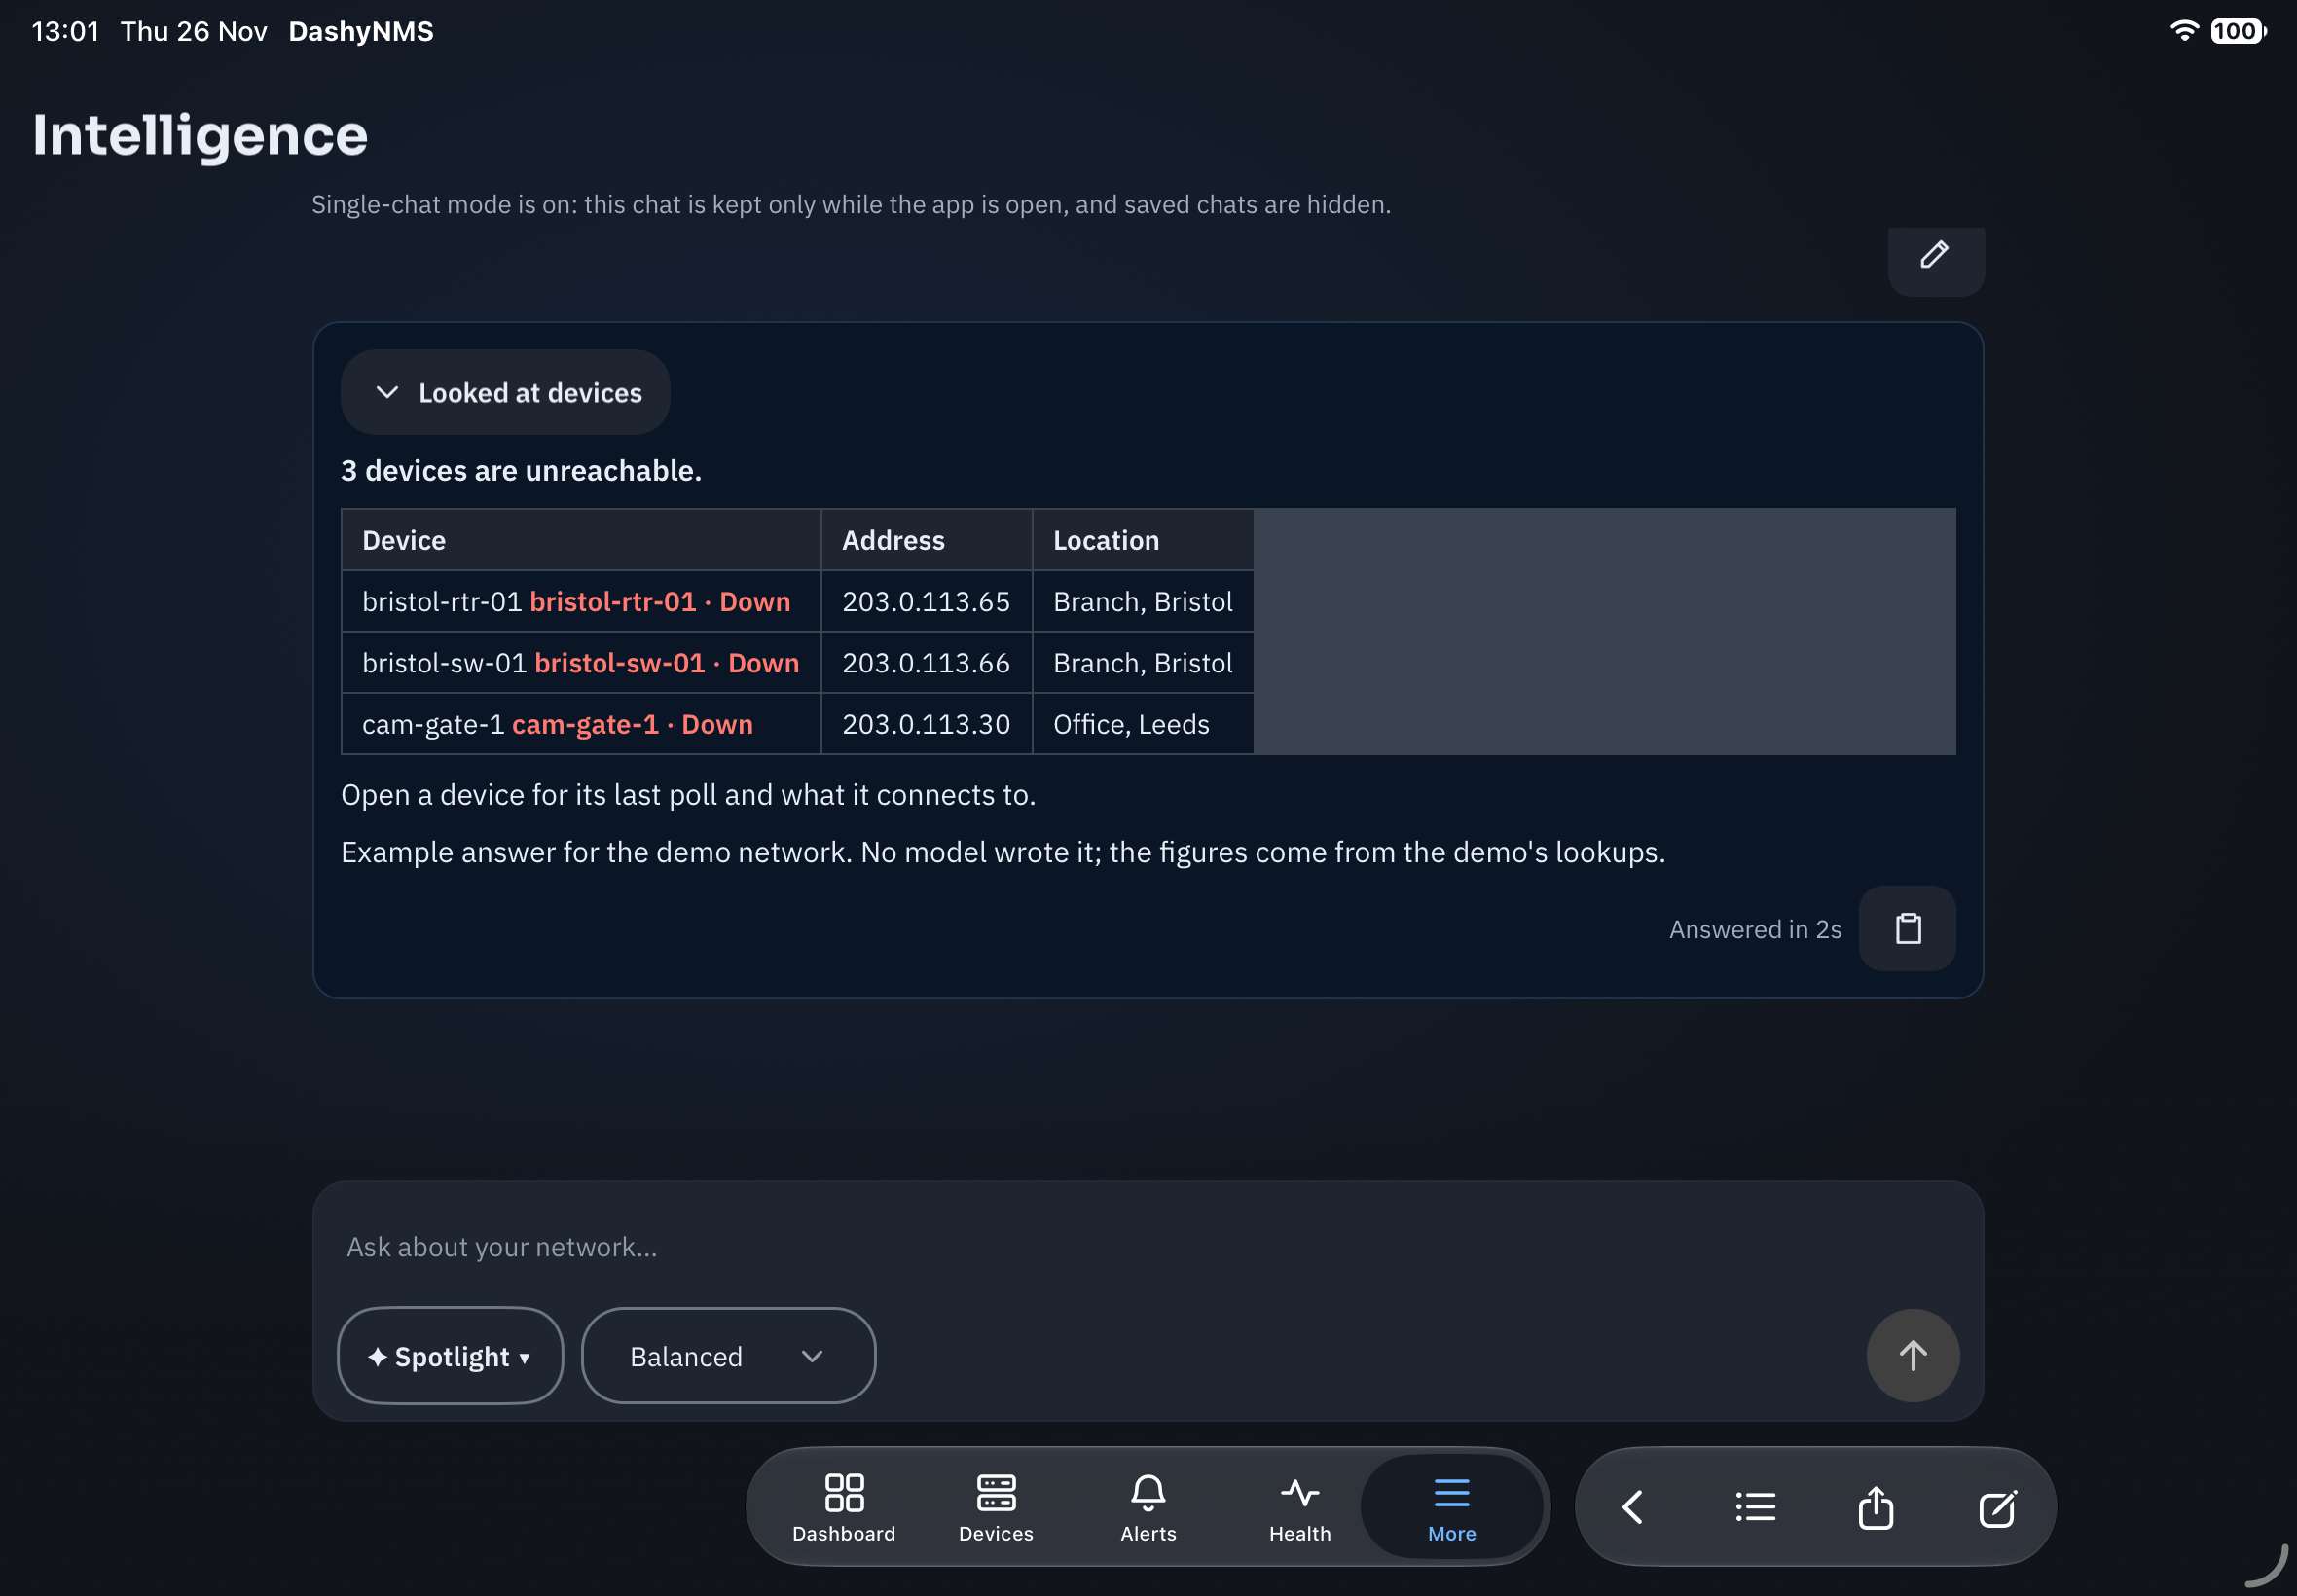 13:01 Thu 26 Nov DashyNMS
100
Intelligence
Single-chat mode is on: this chat is kept only while the app is open, and saved chats are hidden.
Looked at devices
3 devices are unreachable.
Device Address Location
bristol-rtr-01 bristol-rtr-01 · Down 203.0.113.65 Branch, Bristol
bristol-sw-01 bristol-sw-01 · Down 203.0.113.66 Branch, Bristol
cam-gate-1 cam-gate-1 · Down 203.0.113.30 Office, Leeds
Open a device for its last poll and what it connects to.
Example answer for the demo network. No model wrote it; the figures come from the demo's lookups.
Answered in 2s
Ask about your network...
Spotlight
Balanced
Dashboard Devices Alerts Health More